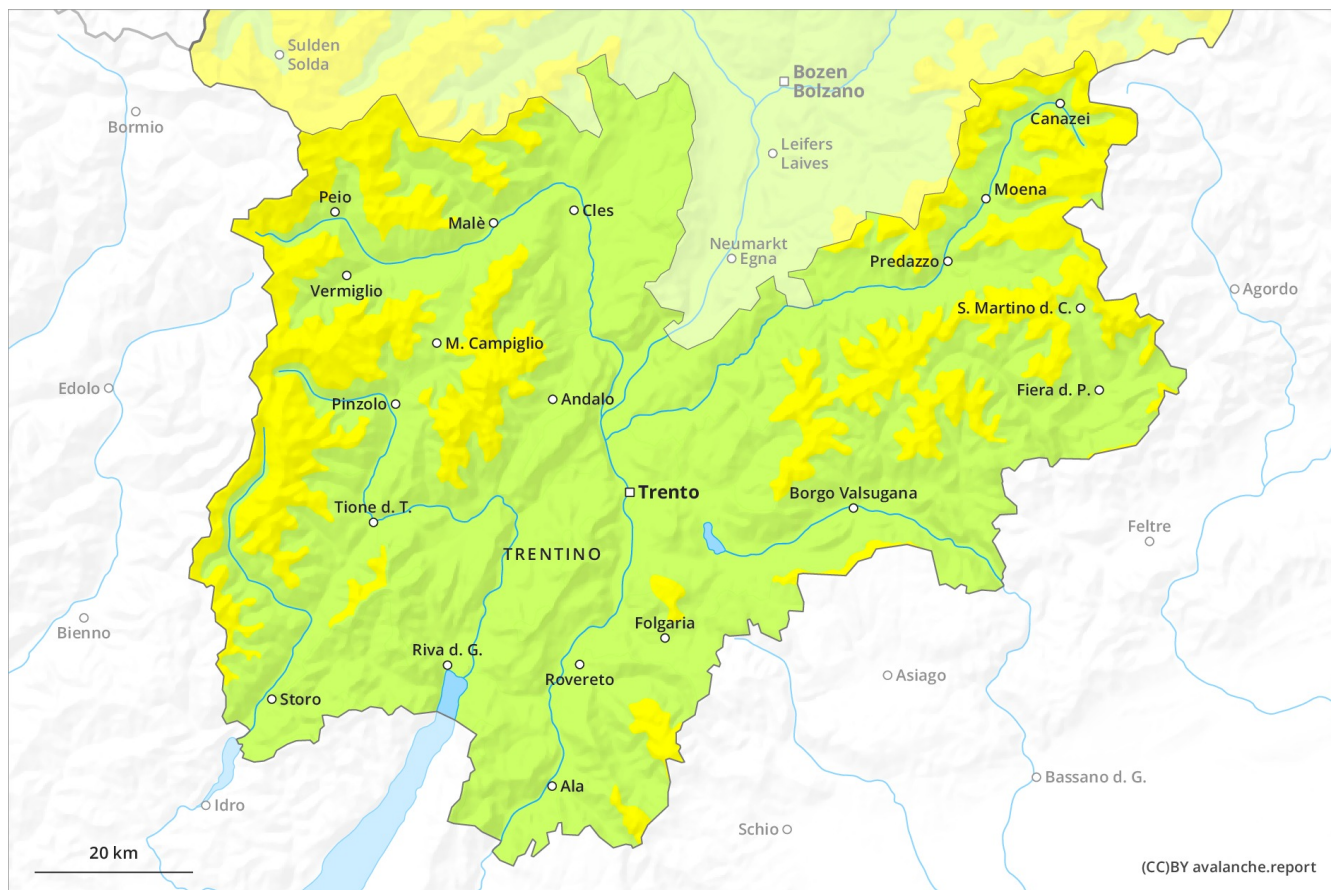 Sulden
Solda
Bozen
Bolzano
Canazei
Bormio
Leifers
Laives
Moena
Peio
Malè
Cles
Neumarkt
Egna
Predazzo
Vermiglio
Agordo
S. Martino d. C.
M. Campiglio
Edolo
Pinzolo
Andalo
Fiera d. P.
Trento
Borgo Valsugana
Tione d. T.
Feltre
TRENTINO
Bienno
Folgaria
Riva d. G.
Rovereto
Asiago
Storo
Bassano d. G.
Ala
Idro
Schio
20 km
(CC)BY avalanche.report